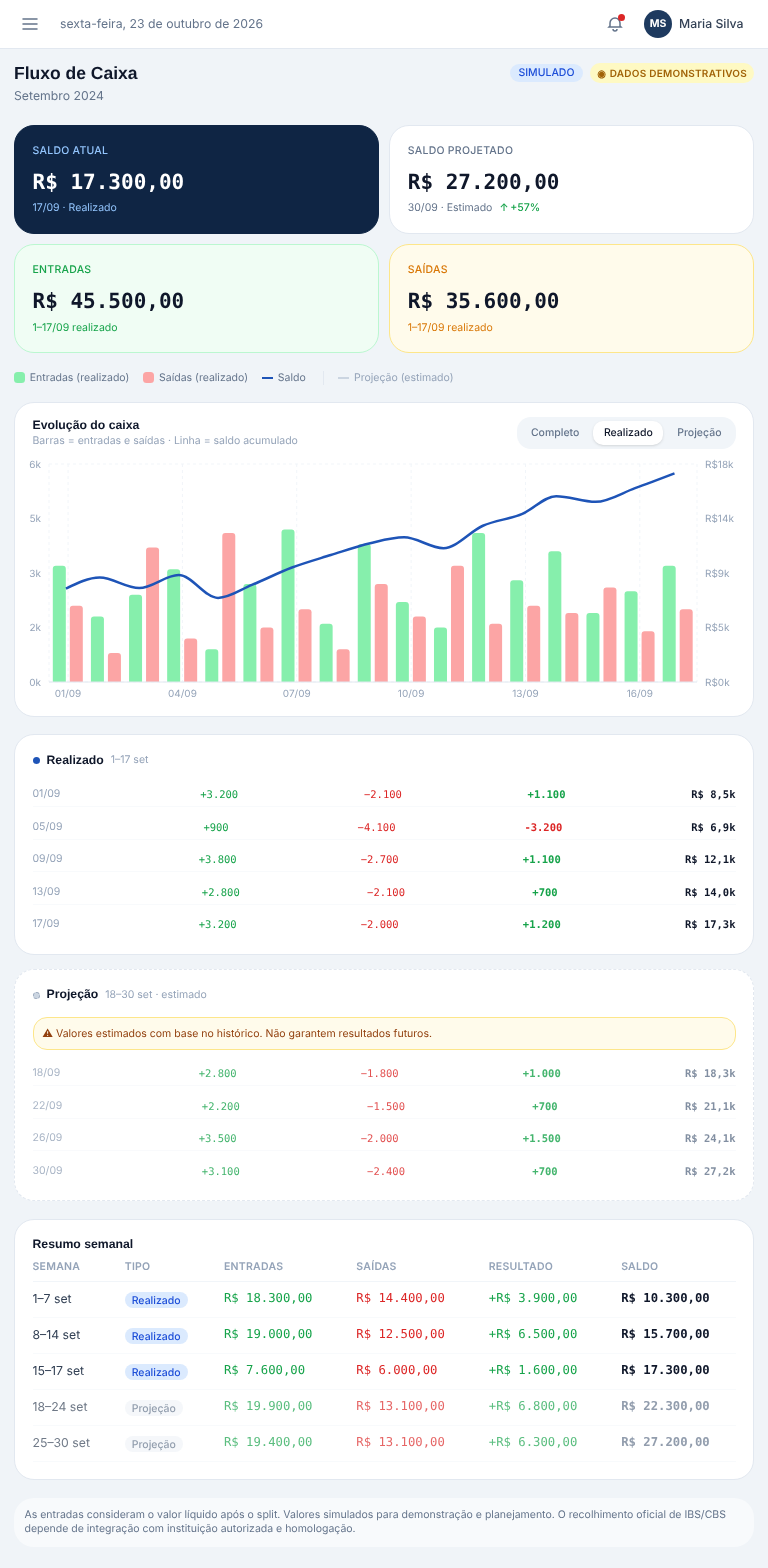 sexta-feira, 23 de outubro de 2026
MS Maria Silva
Fluxo de Caixa
SIMULADO ◉ DADOS DEMONSTRATIVOS
Setembro 2024
SALDO ATUAL
R$ 17.300,00
17/09 · Realizado
SALDO PROJETADO
R$ 27.200,00
30/09 · Estimado ↑ +57%
ENTRADAS
R$ 45.500,00
1–17/09 realizado
SAÍDAS
R$ 35.600,00
1–17/09 realizado
Entradas (realizado) Saídas (realizado) Saldo Projeção (estimado)
Evolução do caixa
Barras = entradas e saídas · Linha = saldo acumulado
Completo Realizado Projeção
6k R$18k
5k R$14k
3k R$9k
2k R$5k
0k R$0k
01/09 04/09 07/09 10/09 13/09 16/09
Realizado 1–17 set
01/09 +3.200 −2.100 +1.100 R$ 8,5k
05/09 +900 −4.100 -3.200 R$ 6,9k
09/09 +3.800 −2.700 +1.100 R$ 12,1k
13/09 +2.800 −2.100 +700 R$ 14,0k
17/09 +3.200 −2.000 +1.200 R$ 17,3k
Projeção 18–30 set · estimado
⚠ Valores estimados com base no histórico. Não garantem resultados futuros.
18/09 +2.800 −1.800 +1.000 R$ 18,3k
22/09 +2.200 −1.500 +700 R$ 21,1k
26/09 +3.500 −2.000 +1.500 R$ 24,1k
30/09 +3.100 −2.400 +700 R$ 27,2k
Resumo semanal
SEMANA TIPO ENTRADAS SAÍDAS RESULTADO SALDO
1–7 set Realizado R$ 18.300,00 R$ 14.400,00 +R$ 3.900,00 R$ 10.300,00
8–14 set Realizado R$ 19.000,00 R$ 12.500,00 +R$ 6.500,00 R$ 15.700,00
15–17 set Realizado R$ 7.600,00 R$ 6.000,00 +R$ 1.600,00 R$ 17.300,00
18–24 set Projeção R$ 19.900,00 R$ 13.100,00 +R$ 6.800,00 R$ 22.300,00
25–30 set Projeção R$ 19.400,00 R$ 13.100,00 +R$ 6.300,00 R$ 27.200,00
As entradas consideram o valor líquido após o split. Valores simulados para demonstração e planejamento. O recolhimento oficial de IBS/CBS
depende de integração com instituição autorizada e homologação.